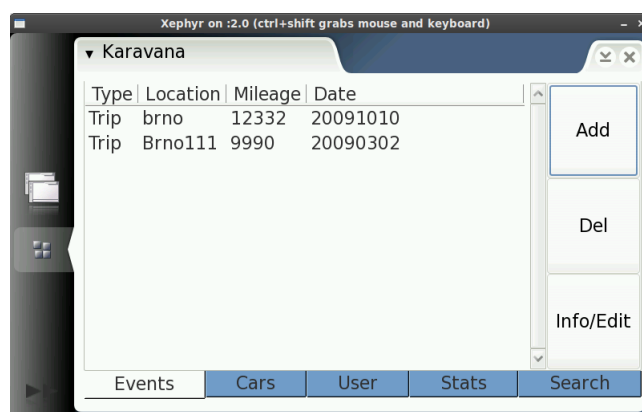 Xephyr on :2.0 (ctrl+shift grabs mouse and keyboard)
Karavana
Type Location Mileage Date
Trip brno 12332 20091010
Trip Brno111 9990 20090302
Add
Del
Info/Edit
Events Cars User Stats Search